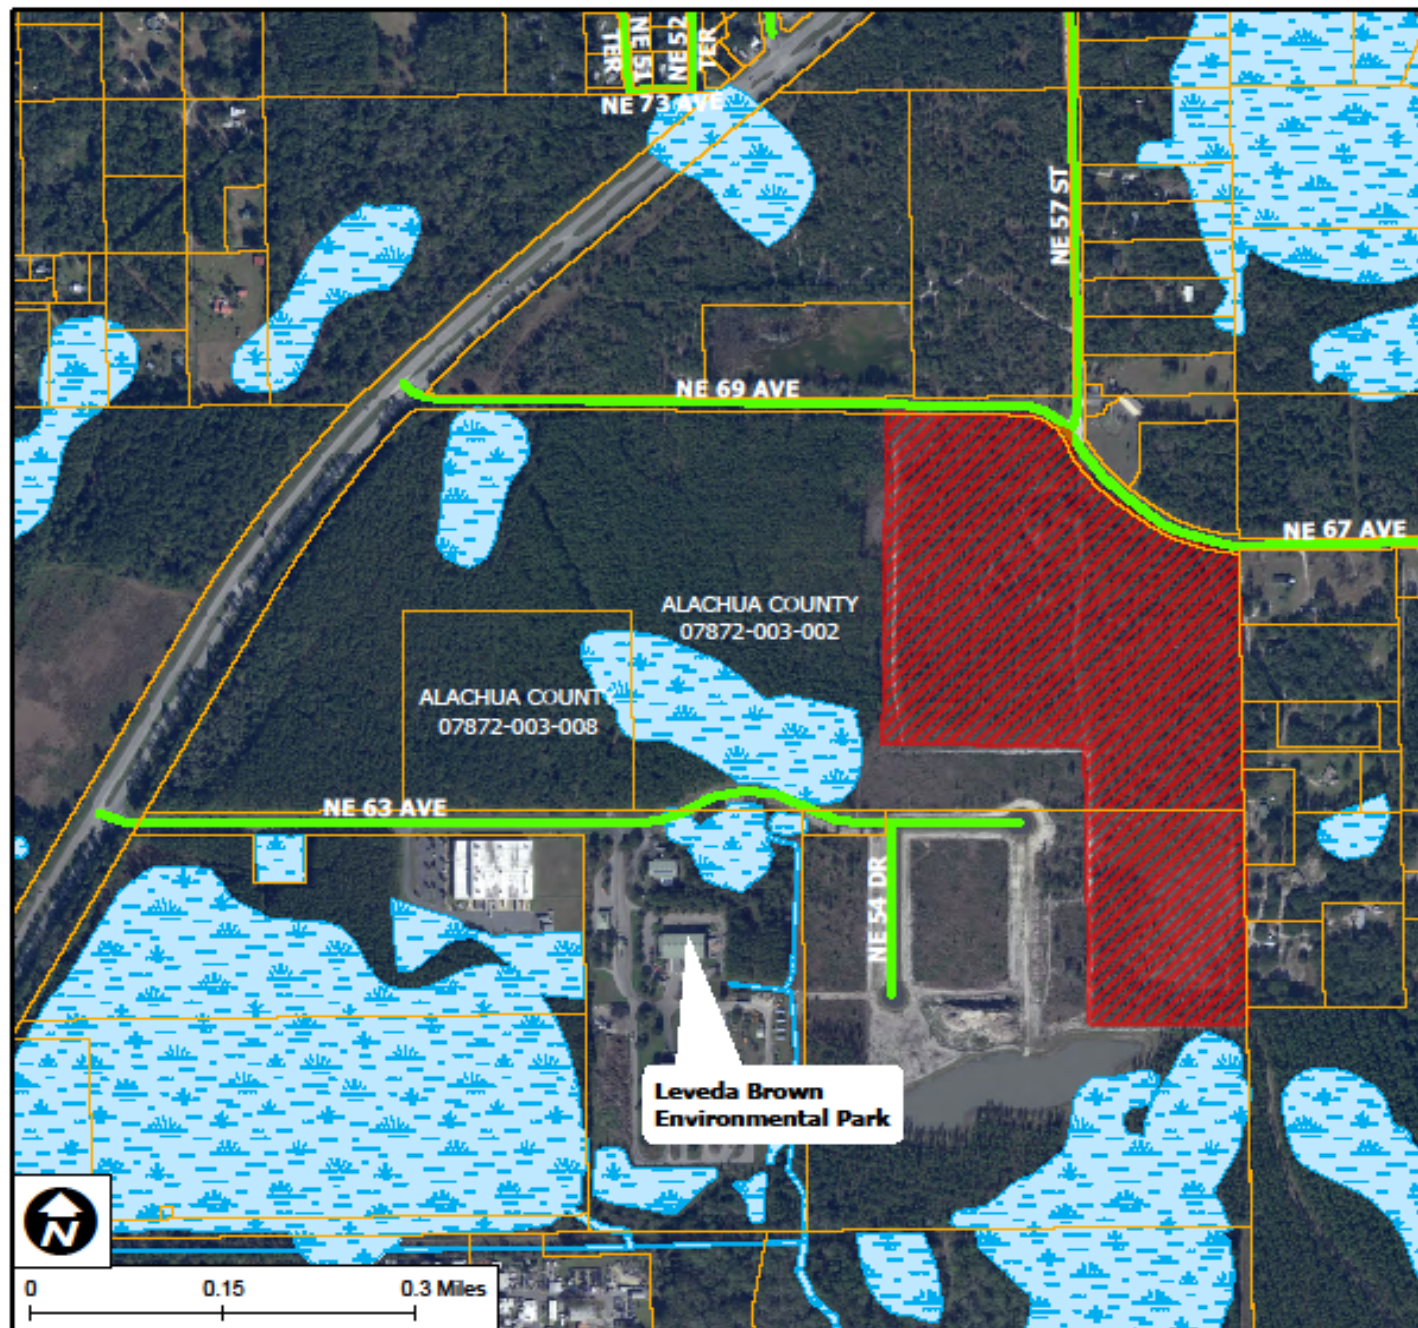 NE 51
TER
NE 52
TER
NE 73 AVE
NE 57 ST
NE 69 AVE
NE 67 AVE
ALACHUA COUNTY
07872-003-002
ALACHUA COUNTY
07872-003-008
NE 63 AVE
NE 54 DR
Leveda Brown
Environmental Park
N
0 0.15 0.3 Miles